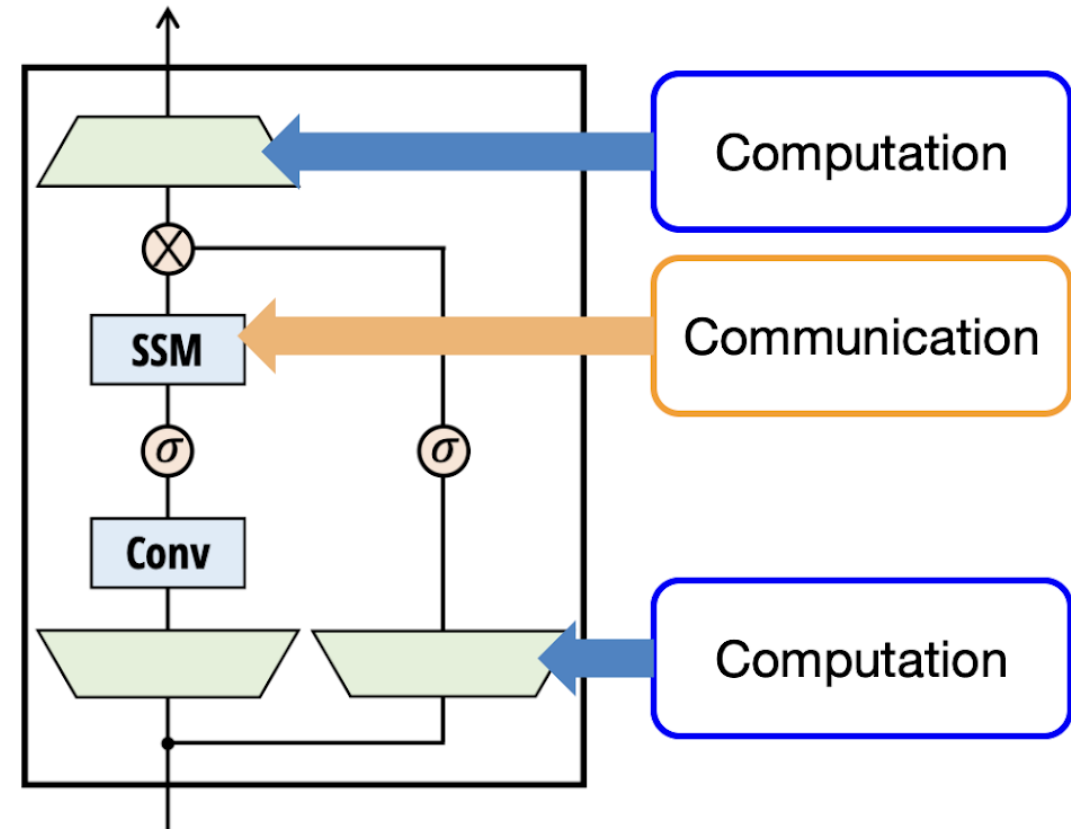 Computation
Communication
SSM
σ
σ
Conv
Computation